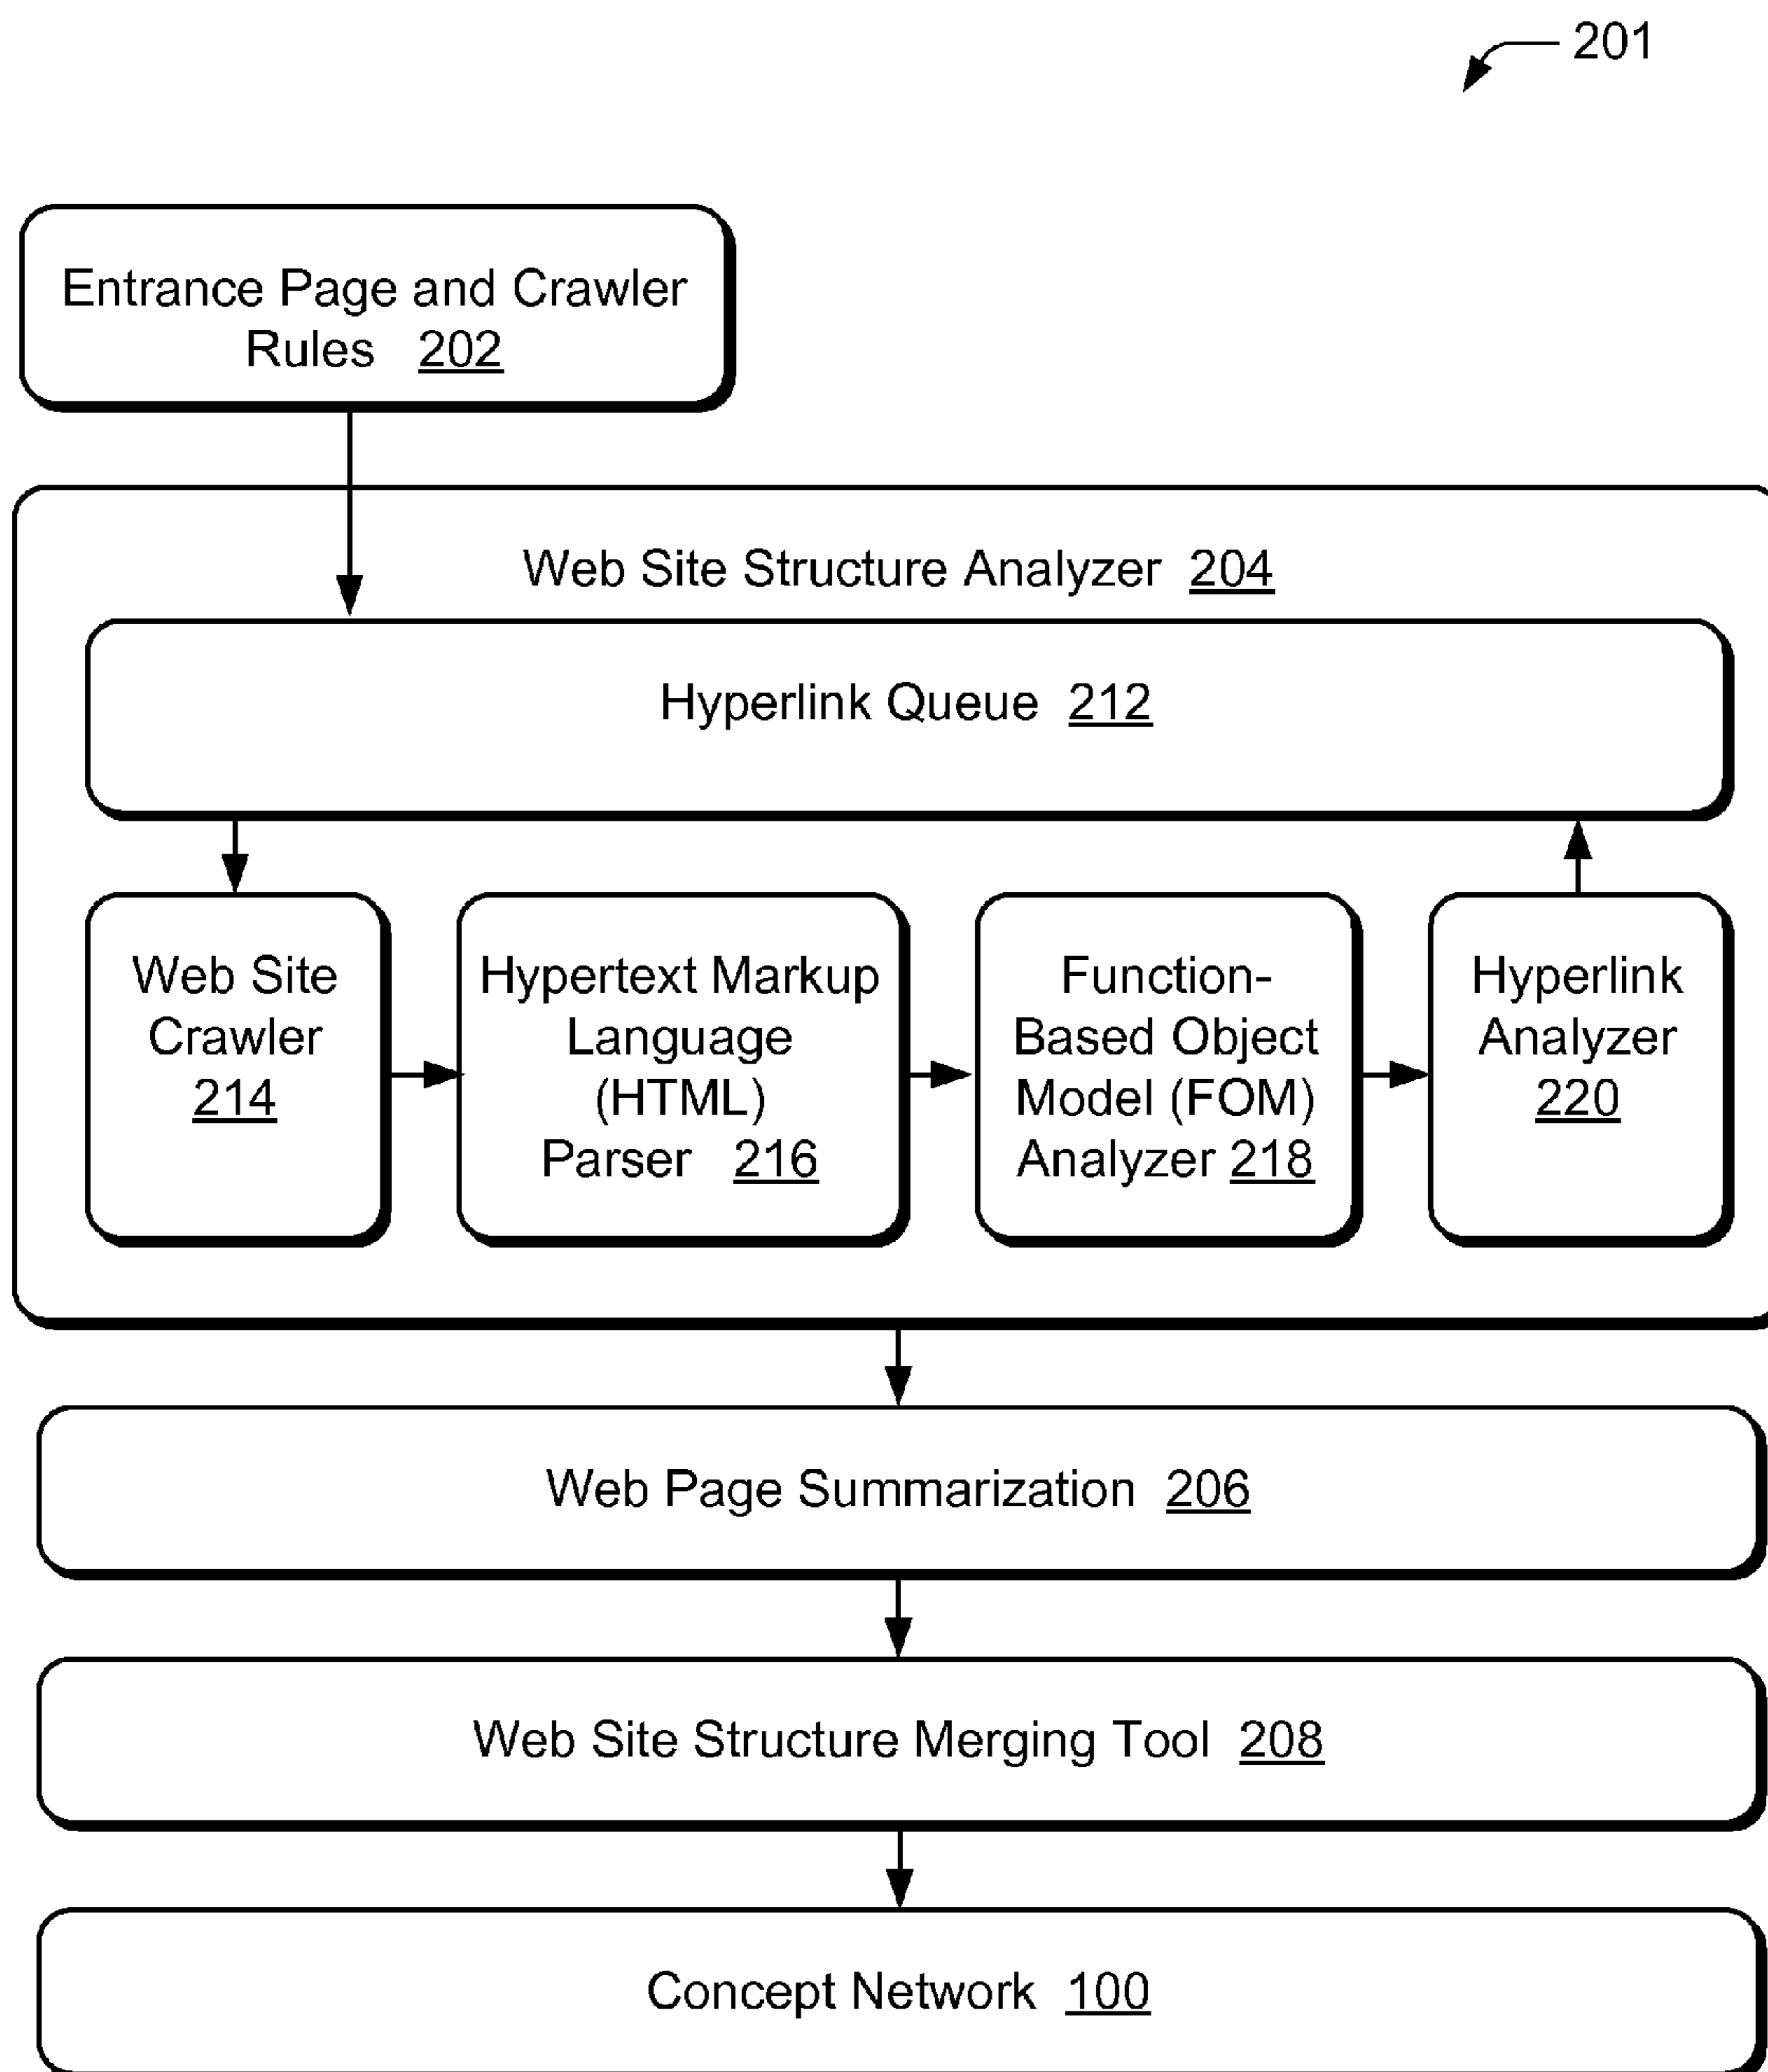 201
Entrance Page and Crawler
Rules 202
Web Site Structure Analyzer 204
Hyperlink Queue 212
Web Site
Crawler
214
Hypertext Markup
Language
(HTML)
Parser 216
Function-
Based Object
Model (FOM)
Analyzer 218
Hyperlink
Analyzer
220
Web Page Summarization 206
Web Site Structure Merging Tool 208
Concept Network 100